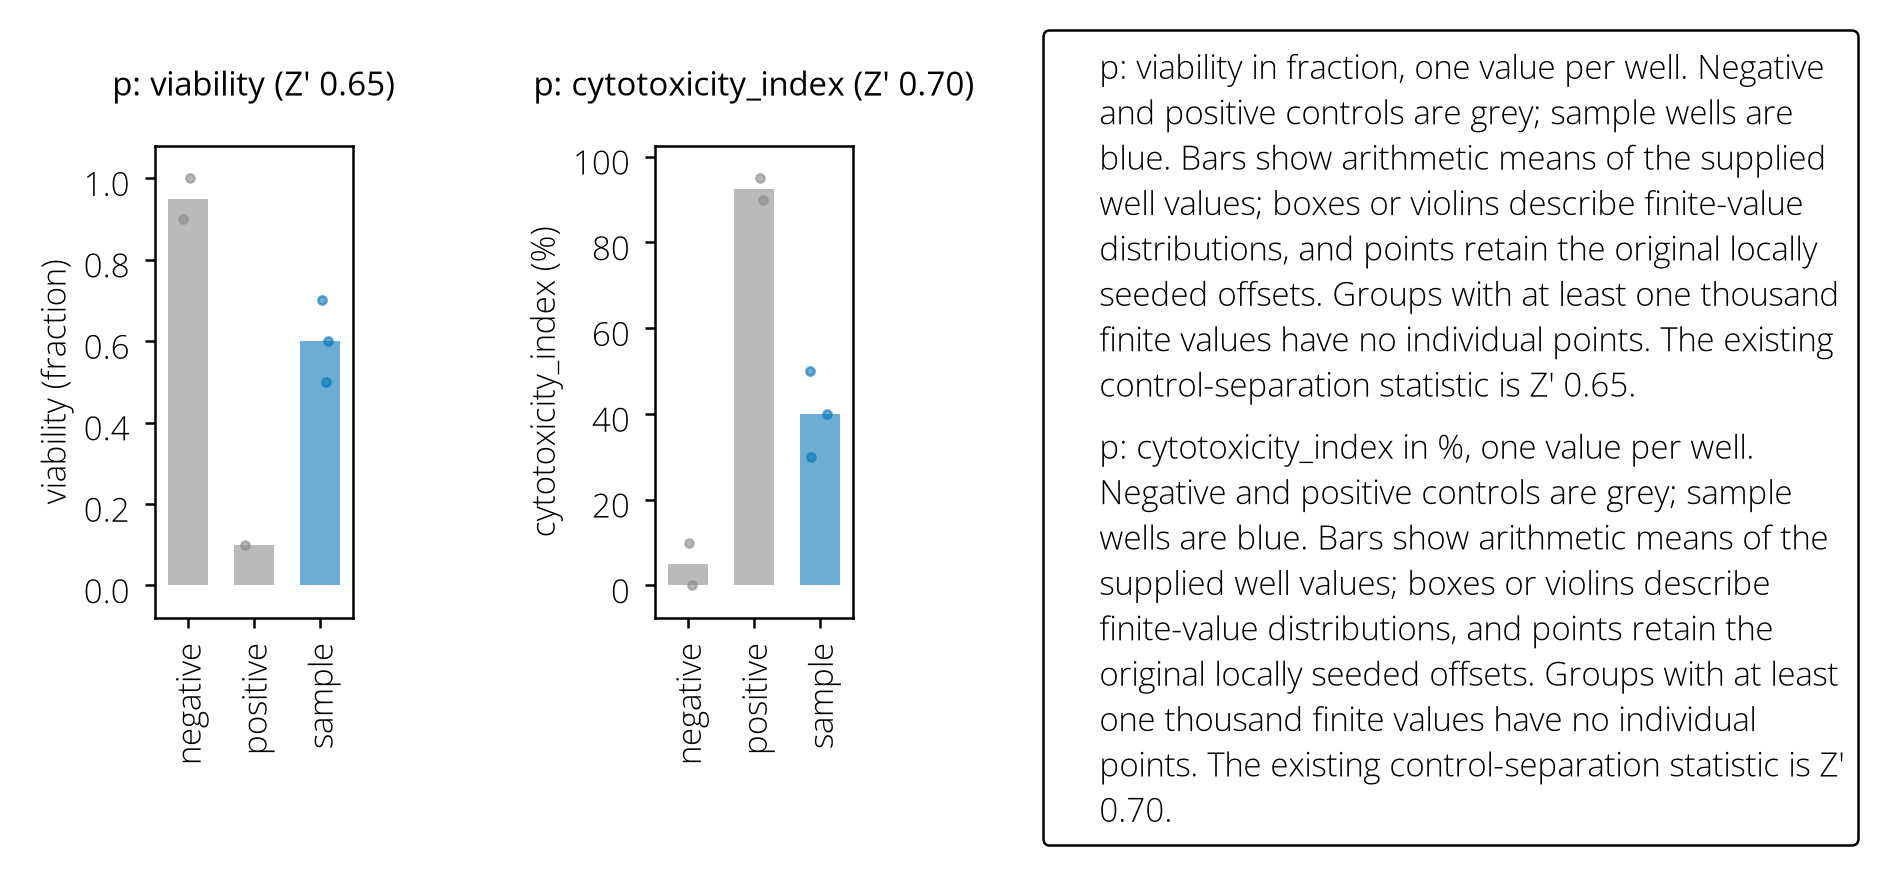 p: viability (Z' 0.65)
1.0
0.8
0.6
0.4
0.2
0.0
viability (fraction)
negative
positive
sample
p: cytotoxicity_index (Z' 0.70)
100
80
60
40
20
0
cytotoxicity_index (%)
negative
positive
sample
p: viability in fraction, one value per well. Negative
and positive controls are grey; sample wells are
blue. Bars show arithmetic means of the supplied
well values; boxes or violins describe finite-value
distributions, and points retain the original locally
seeded offsets. Groups with at least one thousand
finite values have no individual points. The existing
control-separation statistic is Z' 0.65.
p: cytotoxicity_index in %, one value per well.
Negative and positive controls are grey; sample
wells are blue. Bars show arithmetic means of the
supplied well values; boxes or violins describe
finite-value distributions, and points retain the
original locally seeded offsets. Groups with at least
one thousand finite values have no individual
points. The existing control-separation statistic is Z'
0.70.